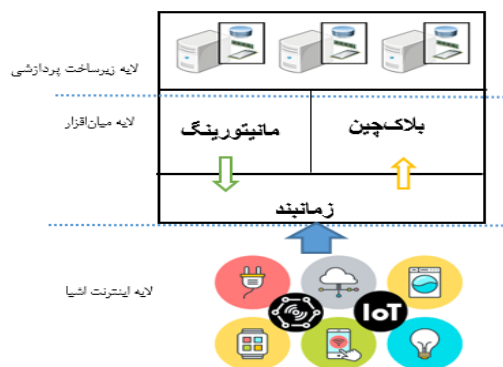 لایه زیرساخت پردازشی
لایه میان‌افزار
مانیتورینگ
بلاک‌چین
زمانبند
لایه اینترنت اشیا
IoT